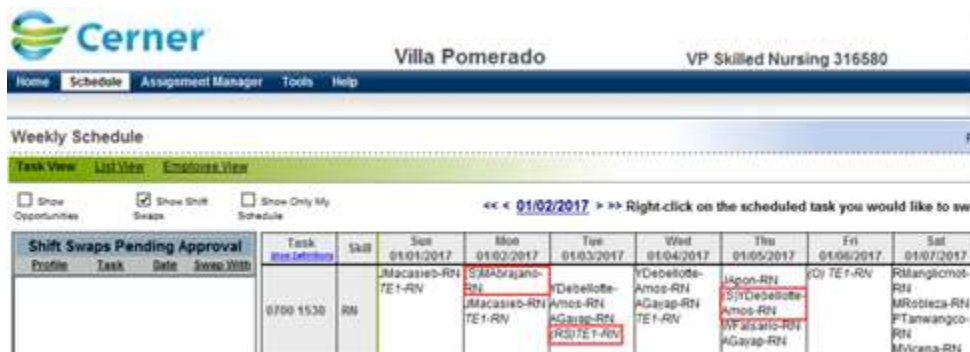 Cerner
Villa Pomerado VP Skilled Nursing 316580
Home Schedule Assignment Manager Tools Help
Weekly Schedule
Task View List View Employee View
Show Opportunities Show Shift Swaps Show Only My Schedule
<< < 01/02/2017 > >> Right-click on the scheduled task you would like to sw
Shift Swaps Pending Approval
Profile Task Date Swap With
Task Show Definitions Skill Sun 01/01/2017 Mon 01/02/2017 Tue 01/03/2017 Wed 01/04/2017 Thu 01/05/2017 Fri 01/06/2017 Sat 01/07/2017
0700 1530 RN
JMacasieb-RN
TE1-RN
(S)MAbrajano-
RN
JMacasieb-RN
TE1-RN
YDebellotte-
Amos-RN
AGayap-RN
(RS)TE1-RN
YDebellotte-
Amos-RN
AGayap-RN
TE1-RN
JApon-RN
(S)YDebellotte-
Amos-RN
WFalsario-RN
AGayap-RN
(O) TE1-RN
RManglicmot-
RN
MRobleza-RN
PTanwangco-
RN
MVicena-RN